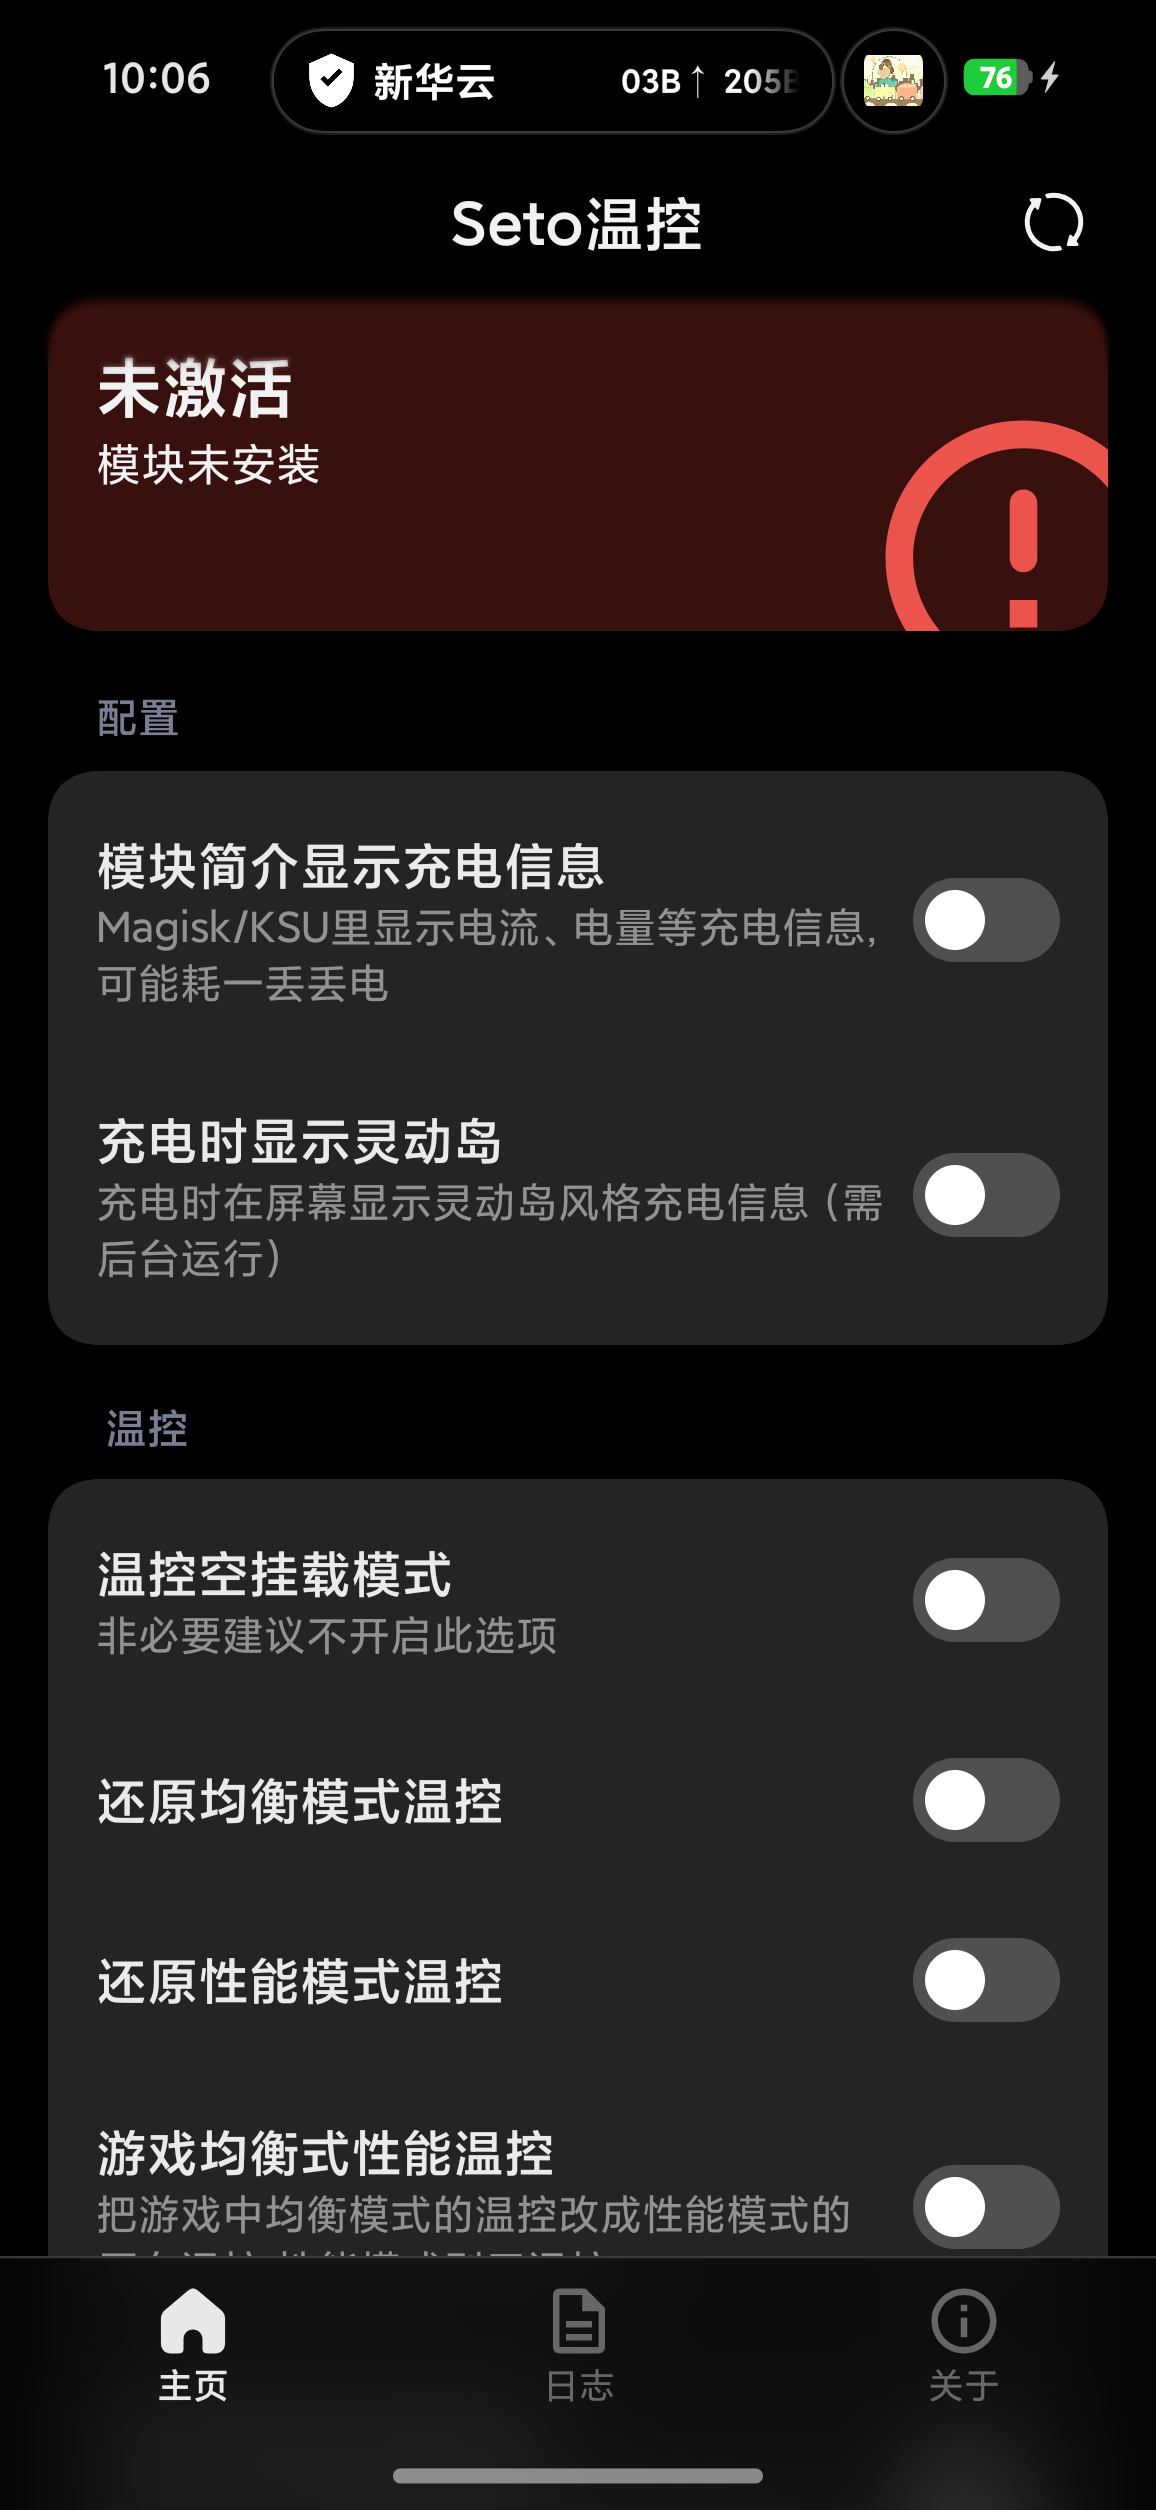 10:06
新华云
03B↑ 205B
76
Seto温控
未激活
模块未安装
配置
模块简介显示充电信息
Magisk/KSU里显示电流、电量等充电信息,
可能耗一丢丢电
充电时显示灵动岛
充电时在屏幕显示灵动岛风格充电信息（需
后台运行）
温控
温控空挂载模式
非必要建议不开启此选项
还原均衡模式温控
还原性能模式温控
游戏均衡式性能温控
把游戏中均衡模式的温控改成性能模式的
主页
日志
关于